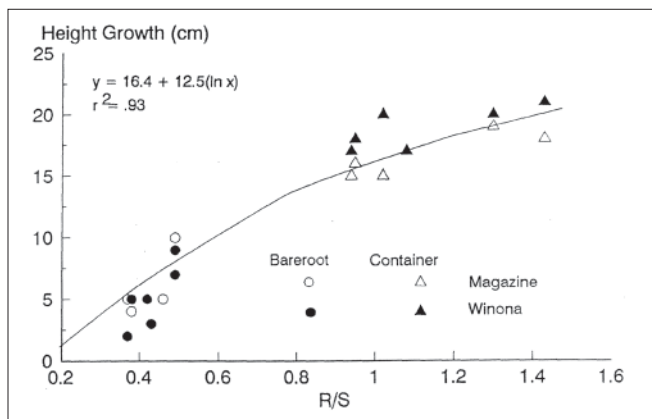 Height Growth (cm)
25
y = 16.4 + 12.5(ln x)
r² = .93
20
15
10
Bareroot Container
Magazine
5
Winona
0
0.2 0.4 0.6 0.8 1 1.2 1.4 1.6
R/S